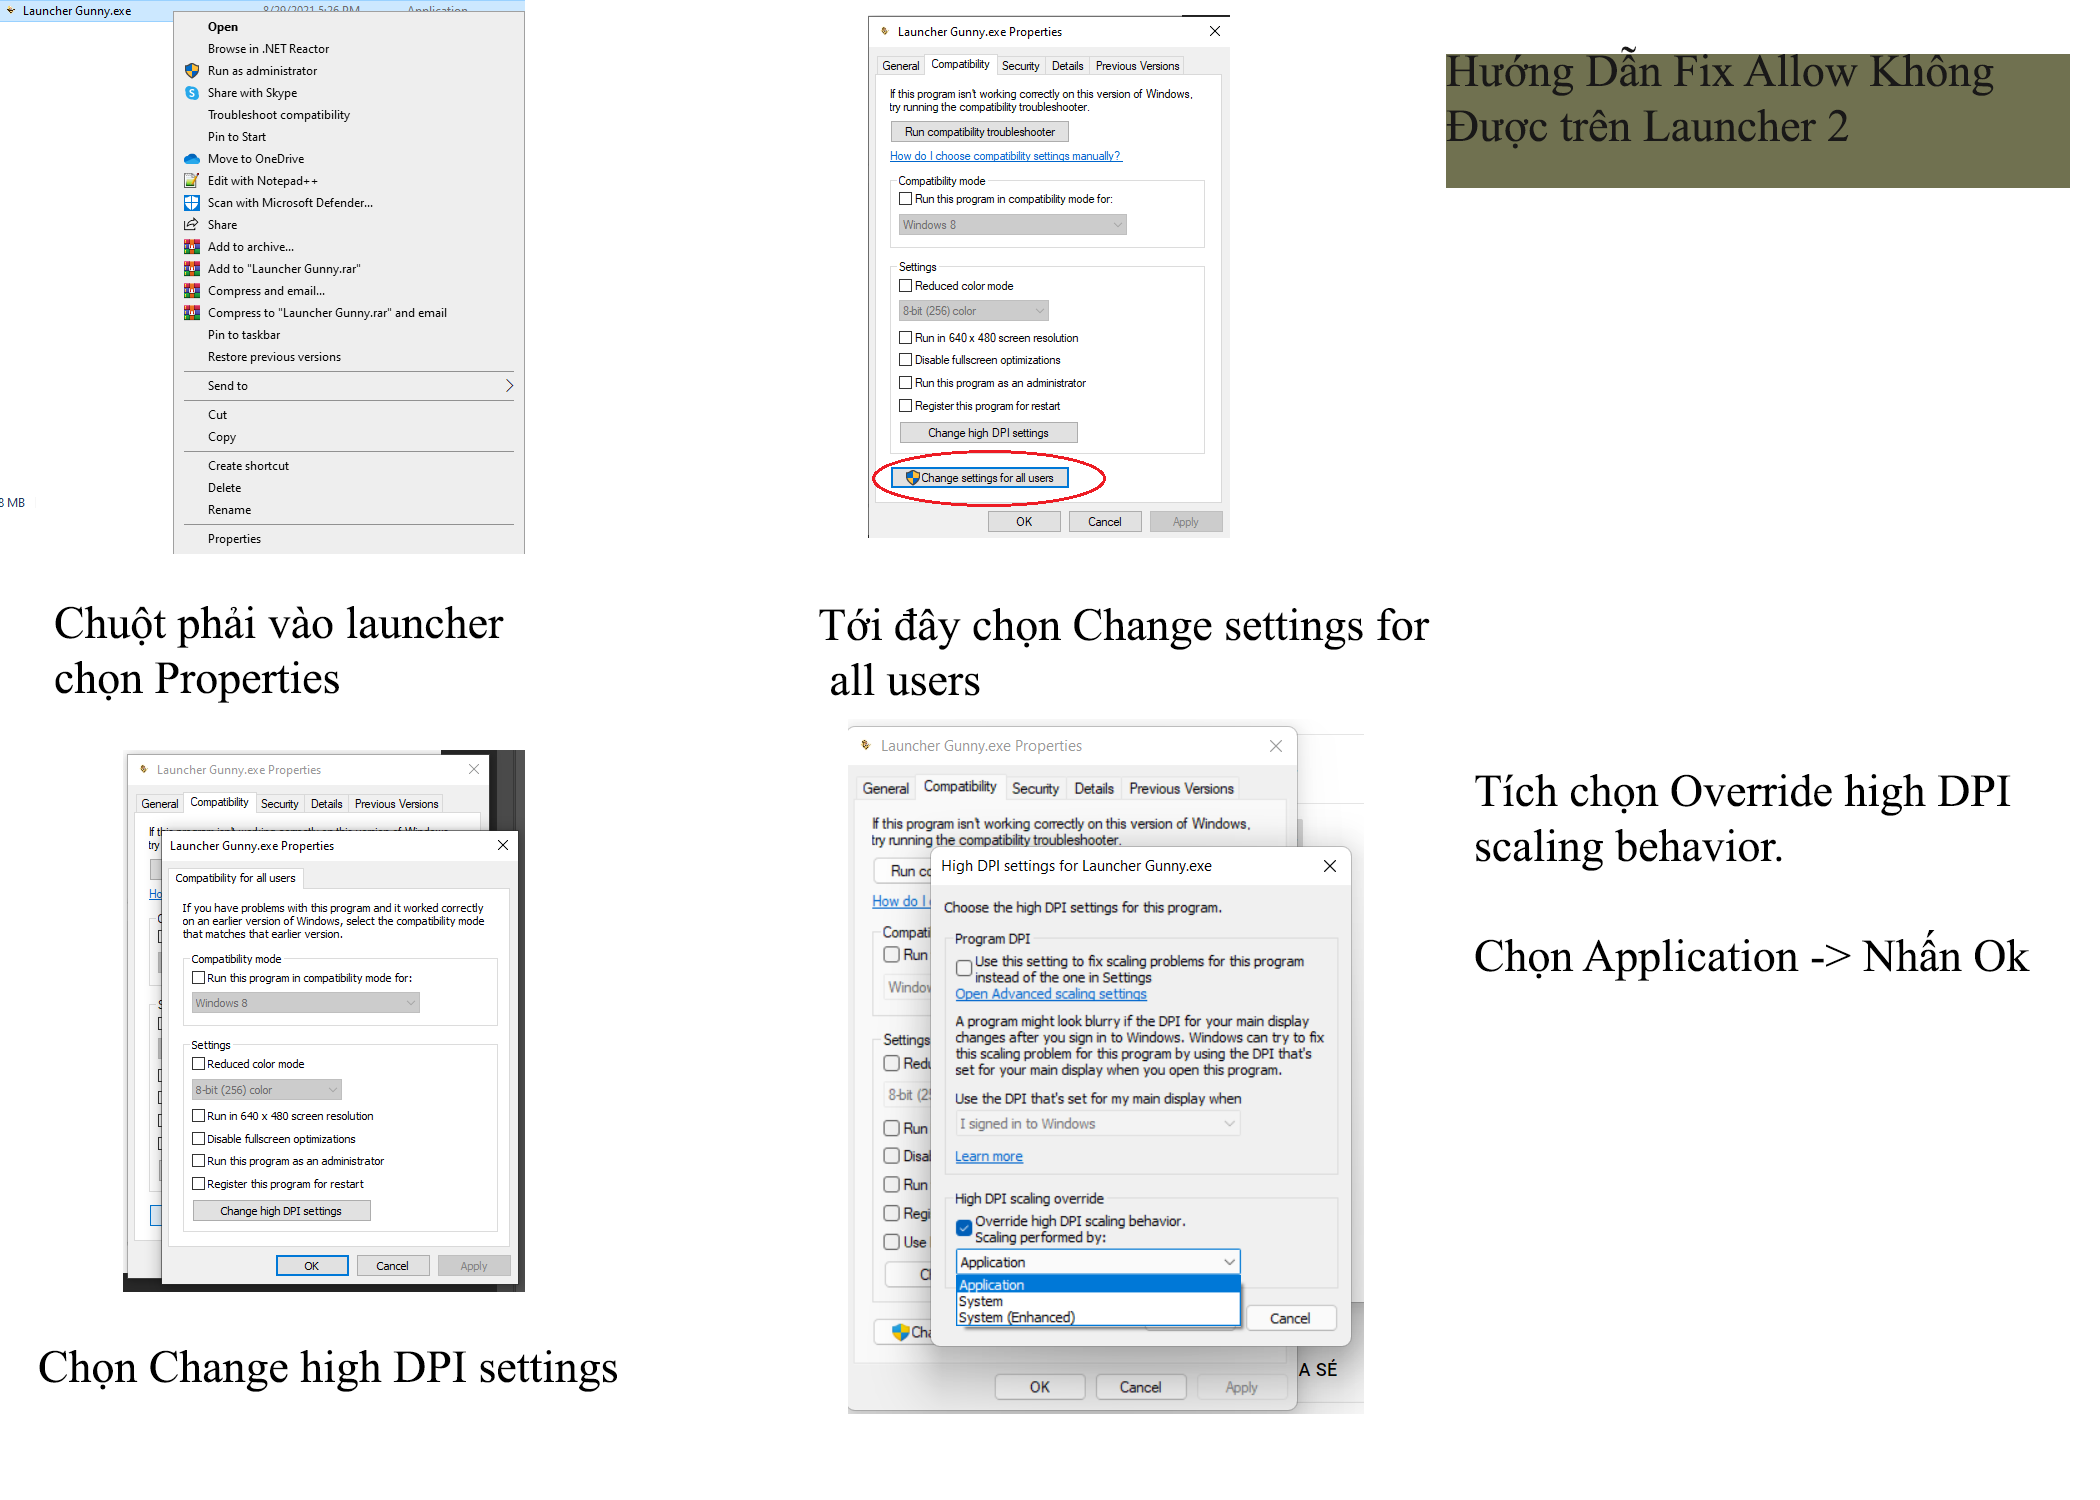 Launcher Gunny.exe
8/29/2021 5:26 PM
Application
Open
Browse in .NET Reactor
Run as administrator
Share with Skype
Troubleshoot compatibility
Pin to Start
Move to OneDrive
Edit with Notepad++
Scan with Microsoft Defender...
Share
Add to archive...
Add to "Launcher Gunny.rar"
Compress and email...
Compress to "Launcher Gunny.rar" and email
Pin to taskbar
Restore previous versions
Send to
Cut
Copy
Create shortcut
Delete
Rename
Properties
MB
Launcher Gunny.exe Properties
General Compatibility Security Details Previous Versions
If this program isn't working correctly on this version of Windows,
try running the compatibility troubleshooter.
Run compatibility troubleshooter
How do I choose compatibility settings manually?
Compatibility mode
Run this program in compatibility mode for:
Windows 8
Settings
Reduced color mode
8-bit (256) color
Run in 640 x 480 screen resolution
Disable fullscreen optimizations
Run this program as an administrator
Register this program for restart
Change high DPI settings
Change settings for all users
OK Cancel Apply
Hướng Dẫn Fix Allow Không
Được trên Launcher 2
Chuột phải vào launcher
chọn Properties
Tới đây chọn Change settings for
all users
Launcher Gunny.exe Properties
General Compatibility Security Details Previous Versions
If
try
Launcher Gunny.exe Properties
Compatibility for all users
If you have problems with this program and it worked correctly
on an earlier version of Windows, select the compatibility mode
that matches that earlier version.
Compatibility mode
Run this program in compatibility mode for:
Windows 8
Settings
Reduced color mode
8-bit (256) color
Run in 640 x 480 screen resolution
Disable fullscreen optimizations
Run this program as an administrator
Register this program for restart
Change high DPI settings
OK Cancel Apply
Chọn Change high DPI settings
Launcher Gunny.exe Properties
General Compatibility Security Details Previous Versions
If this program isn't working correctly on this version of Windows,
try running the compatibility troubleshooter.
Run co
How do I
Compati
Run
Window
Settings
Redu
8-bit (25
Run
Disal
Run
Regi
Use
Cha
High DPI settings for Launcher Gunny.exe
Choose the high DPI settings for this program.
Program DPI
Use this setting to fix scaling problems for this program
instead of the one in Settings
Open Advanced scaling settings
A program might look blurry if the DPI for your main display
changes after you sign in to Windows. Windows can try to fix
this scaling problem for this program by using the DPI that's
set for your main display when you open this program.
Use the DPI that's set for my main display when
I signed in to Windows
Learn more
High DPI scaling override
Override high DPI scaling behavior.
Scaling performed by:
Application
Application
System
System (Enhanced)
Cancel
A SÉ
OK Cancel Apply
Tích chọn Override high DPI
scaling behavior.
Chọn Application -> Nhấn Ok